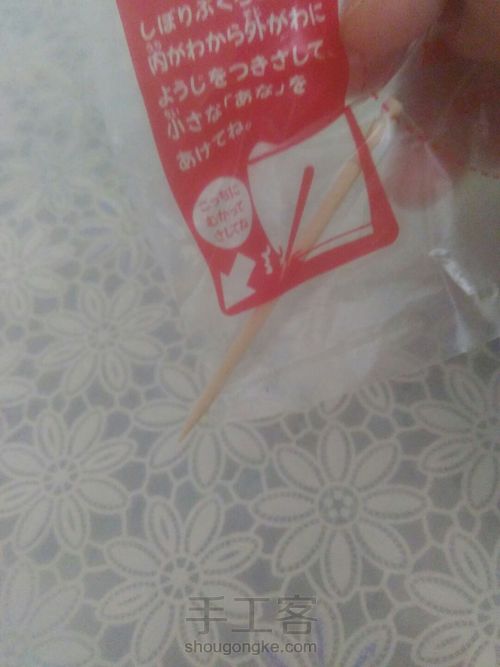 しぼりぶくろ
内がわから外がわに
ようじをつきさして、
小さな「あな」を
あけてね。
こっちに
むかって
さしてね
手工客
shougongke.com